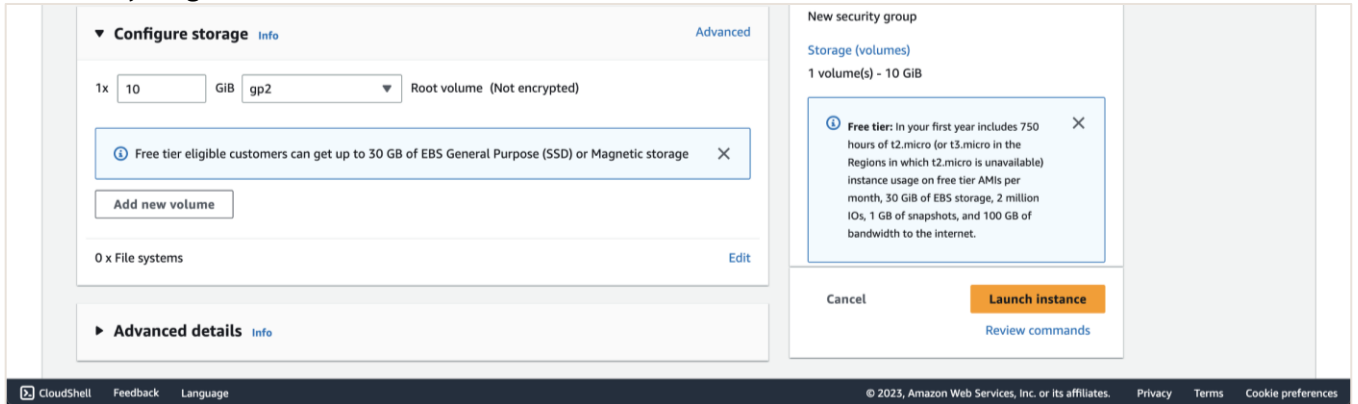 Configure storage Info Advanced
1x 10 GiB gp2 Root volume (Not encrypted)
Free tier eligible customers can get up to 30 GB of EBS General Purpose (SSD) or Magnetic storage
Add new volume
0 x File systems Edit
Advanced details Info
New security group
Storage (volumes)
1 volume(s) - 10 GiB
Free tier: In your first year includes 750
hours of t2.micro (or t3.micro in the
Regions in which t2.micro is unavailable)
instance usage on free tier AMIs per
month, 30 GiB of EBS storage, 2 million
IOs, 1 GB of snapshots, and 100 GB of
bandwidth to the internet.
Cancel Launch instance
Review commands
CloudShell Feedback Language © 2023, Amazon Web Services, Inc. or its affiliates. Privacy Terms Cookie preferences